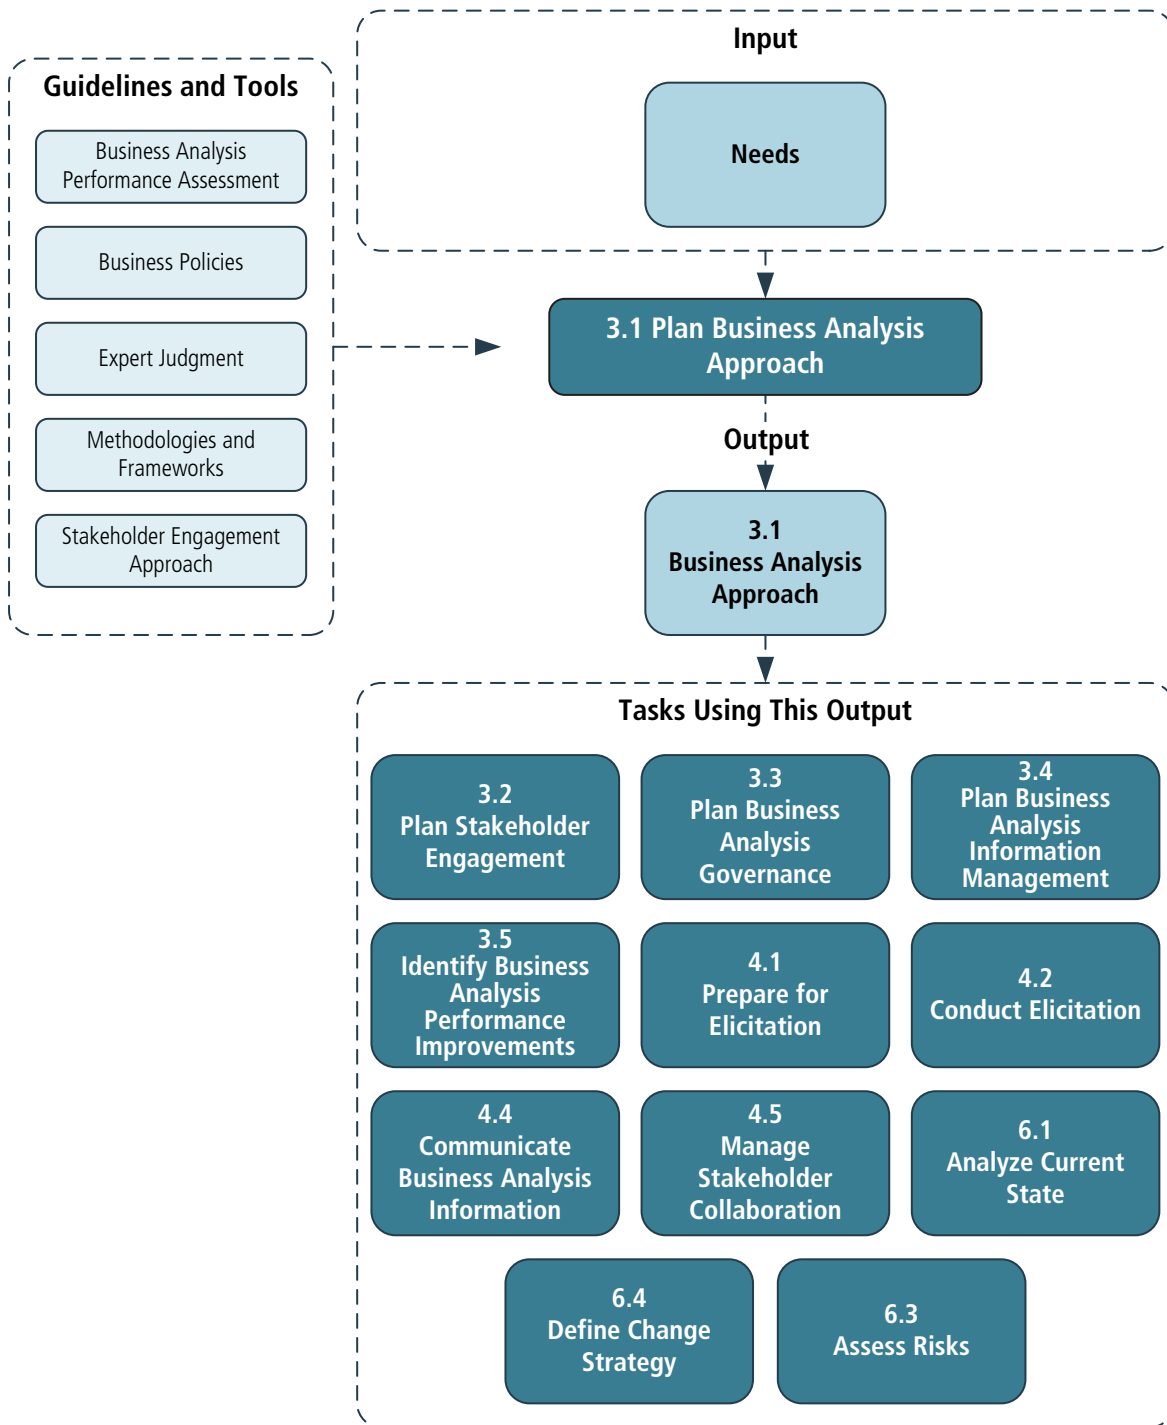 Input
Needs
Guidelines and Tools
Business Analysis
Performance Assessment
Business Policies
Expert Judgment
Methodologies and
Frameworks
Stakeholder Engagement
Approach
3.1 Plan Business Analysis
Approach
Output
3.1
Business Analysis
Approach
Tasks Using This Output
3.2
Plan Stakeholder
Engagement
3.3
Plan Business
Analysis
Governance
3.4
Plan Business
Analysis
Information
Management
3.5
Identify Business
Analysis
Performance
Improvements
4.1
Prepare for
Elicitation
4.2
Conduct Elicitation
4.4
Communicate
Business Analysis
Information
4.5
Manage
Stakeholder
Collaboration
6.1
Analyze Current
State
6.4
Define Change
Strategy
6.3
Assess Risks